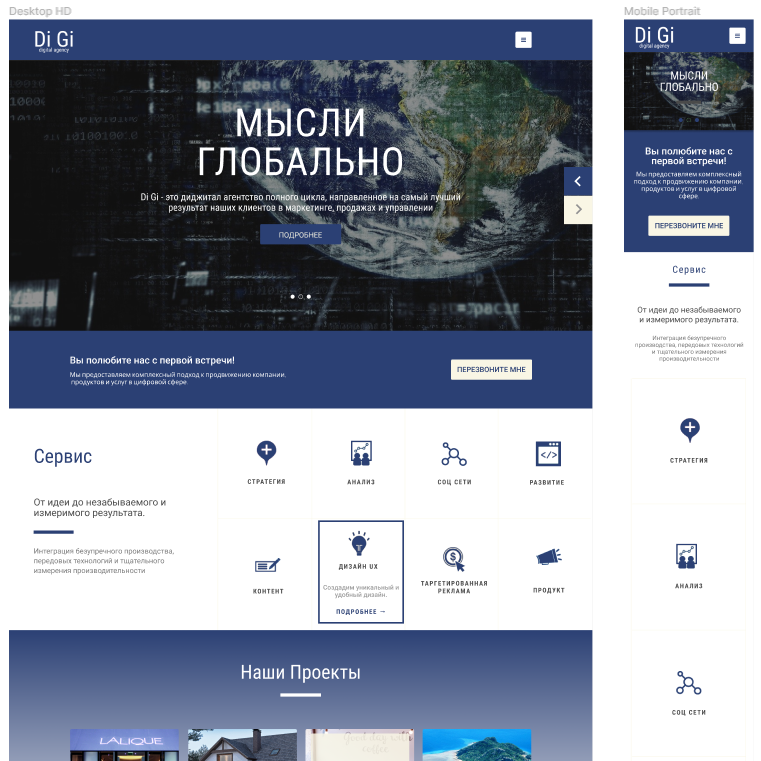 Desktop HD
Di Gi
digital agency
МЫСЛИ
ГЛОБАЛЬНО
Di Gi - это диджитал агентство полного цикла, направленное на самый лучший
результат наших клиентов в маркетинге, продажах и управлении
ПОДРОБНЕЕ
Вы полюбите нас с первой встречи!
Мы предоставляем комплексный подход к продвижению компании,
продуктов и услуг в цифровой сфере
ПЕРЕЗВОНИТЕ МНЕ
Сервис
От идеи до незабываемого и
измеримого результата.
Интеграция безупречного производства,
передовых технологий и тщательного
измерения производительности
СТРАТЕГИЯ
АНАЛИЗ
СОЦ СЕТИ
РАЗВИТИЕ
КОНТЕНТ
ДИЗАЙН UX
Создадим уникальный и
удобный дизайн.
ПОДРОБНЕЕ →
ТАРГЕТИРОВАННАЯ
РЕКЛАМА
ПРОДУКТ
Наши Проекты
LALIQUE
Good day with
coffee
Mobile Portrait
Di Gi
digital agency
МЫСЛИ
ГЛОБАЛЬНО
Вы полюбите нас с
первой встречи!
Мы предоставляем комплексный
подход к продвижению компании
продуктов и услуг в цифровой
сфере
ПЕРЕЗВОНИТЕ МНЕ
Сервис
От идеи до незабываемого
и измеримого результата.
Интеграция безупречного
производства, передовых технологий
и тщательного измерения
производительности
СТРАТЕГИЯ
АНАЛИЗ
СОЦ СЕТИ